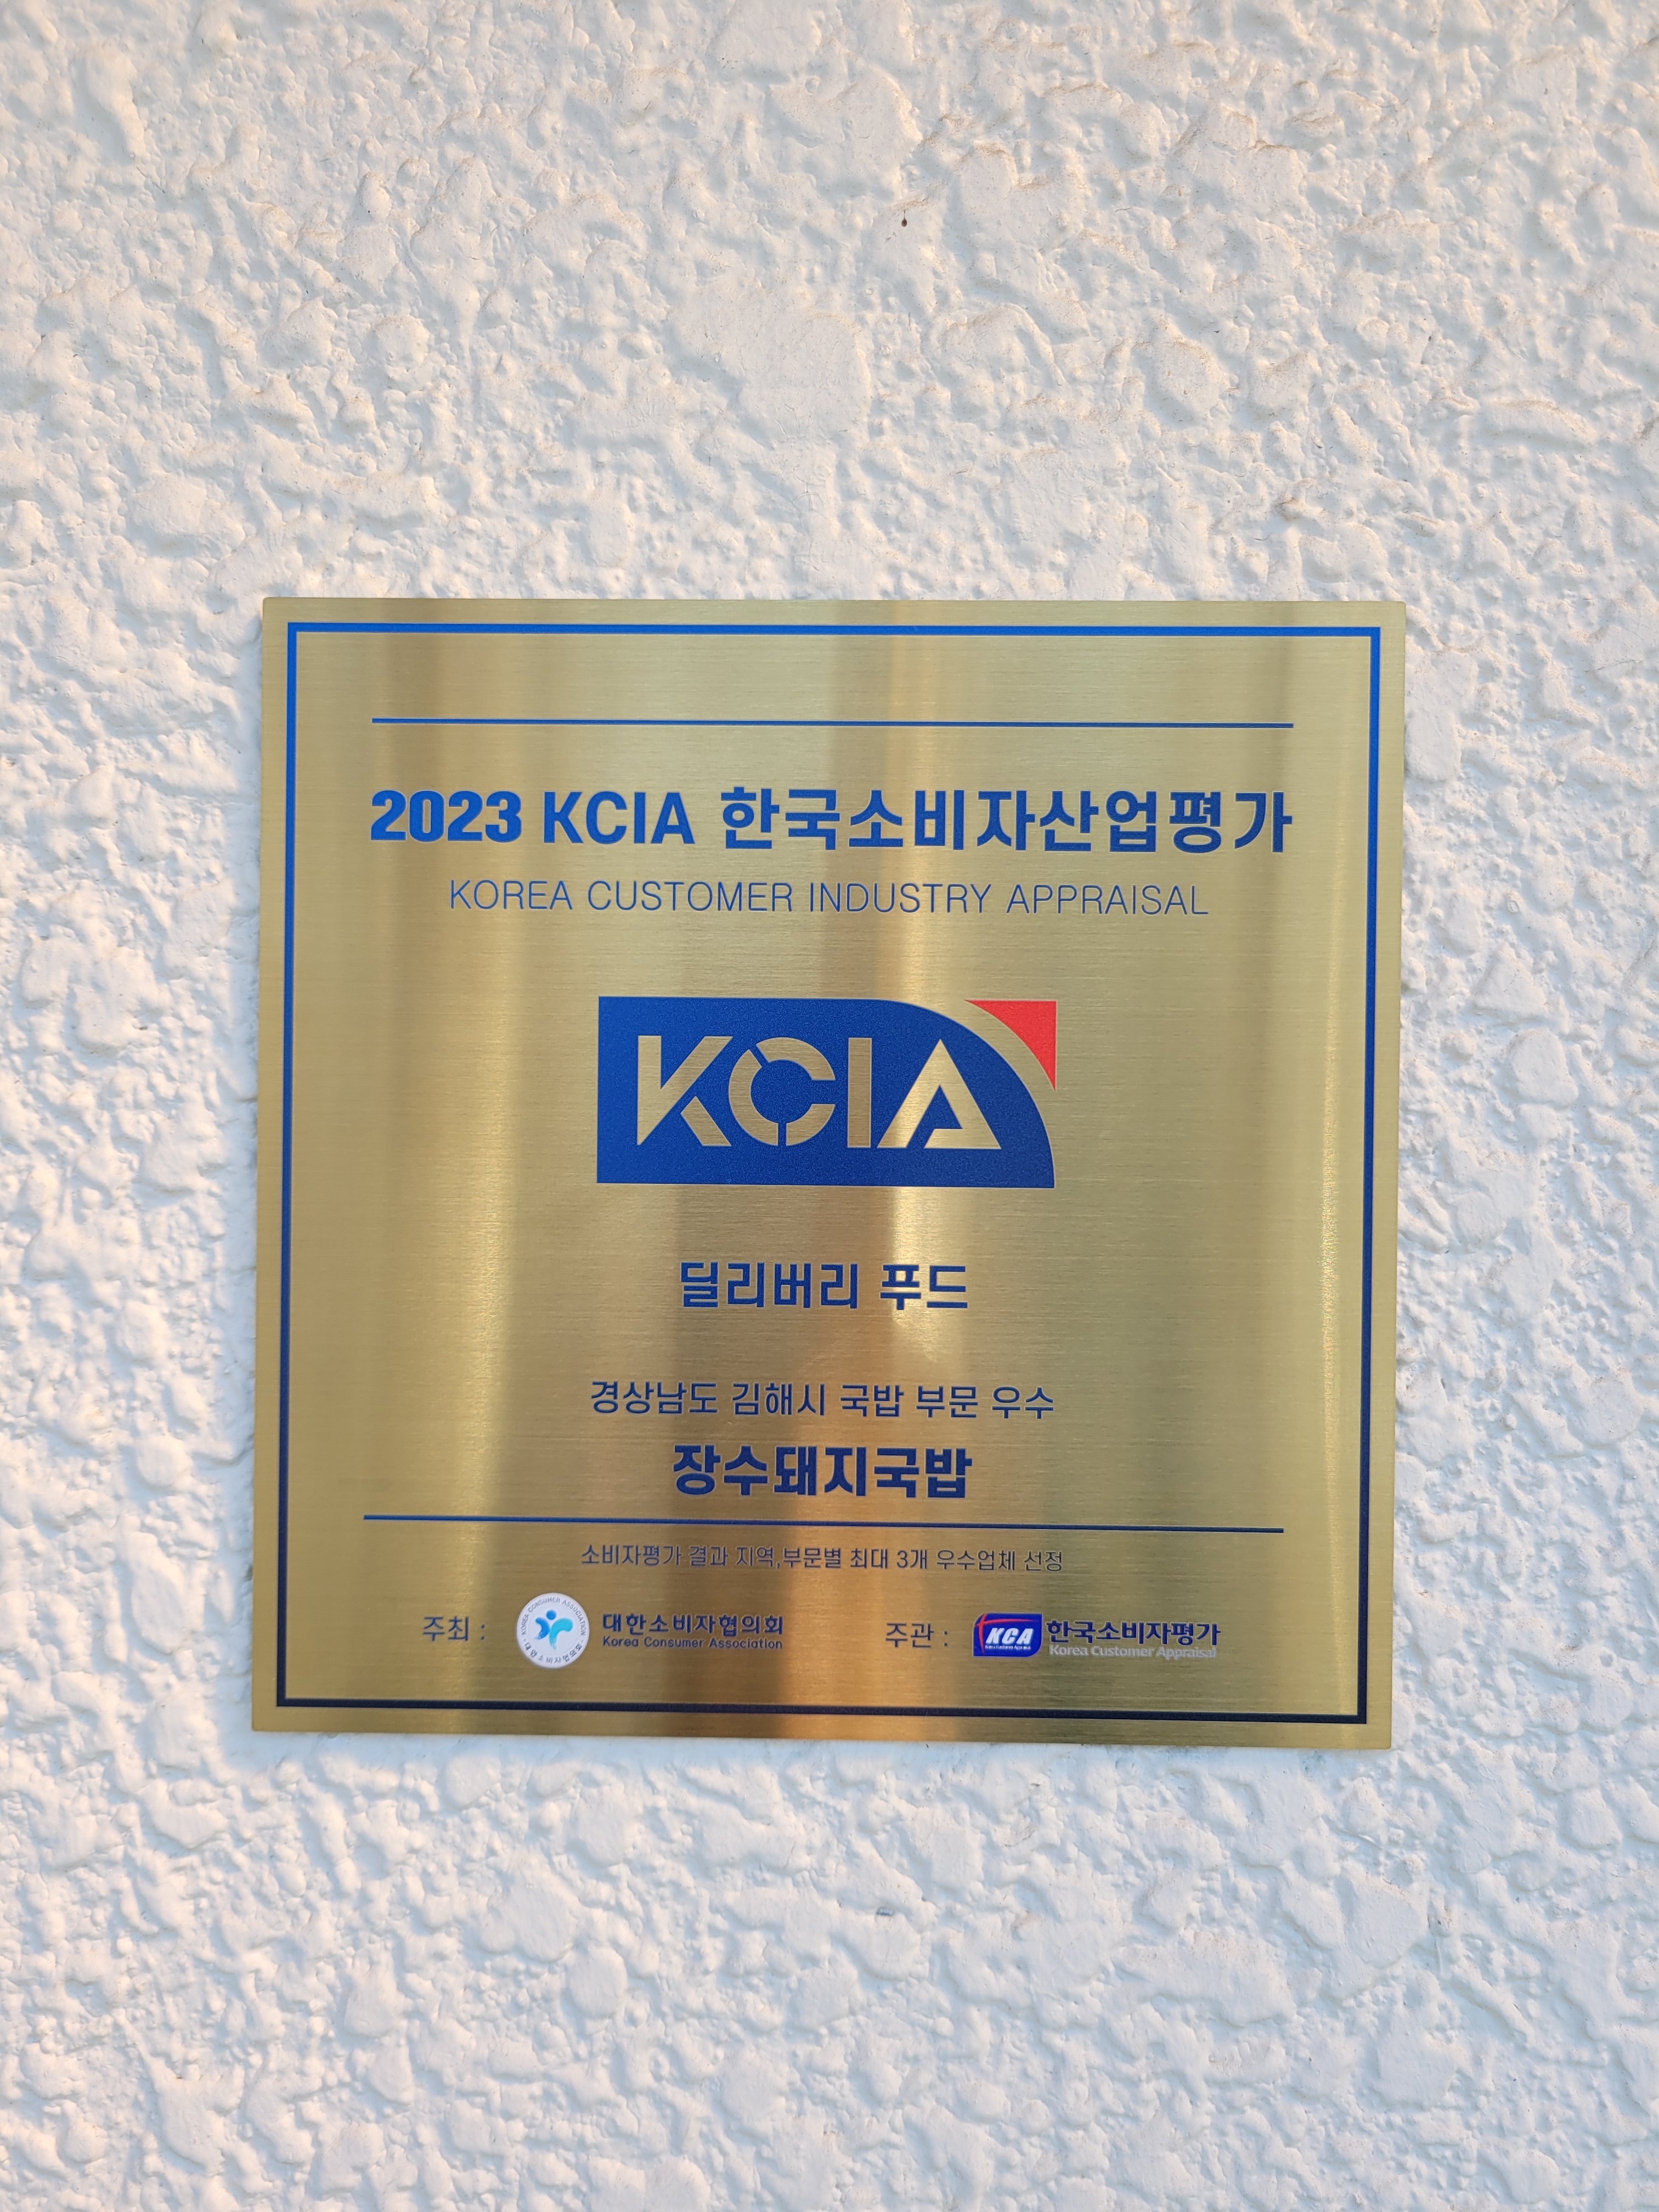 2023 KCIA 한국소비자산업평가
KOREA CUSTOMER INDUSTRY APPRAISAL
KCIA
딜리버리 푸드
경상남도 김해시 국밥 부문 우수
장수돼지국밥
소비자평가 결과 지역,부문별 최대 3개 우수업체 선정
주최 : KOREA CONSUMER ASSOCIATION 대한소비자협의회
Korea Consumer Association
주관 : KCA 한국소비자평가
Korea Customer Appraisal